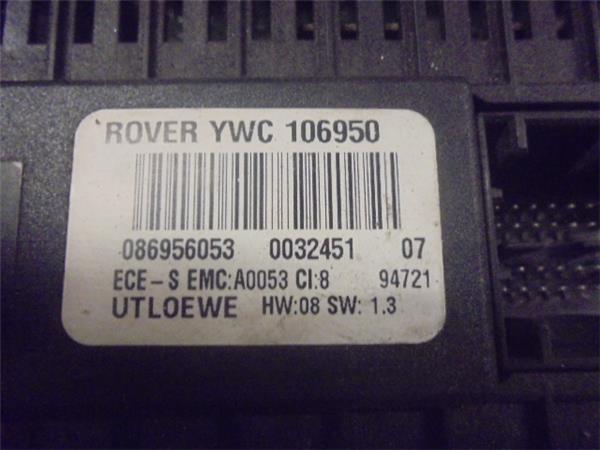 ROVER YWC 106950
086956053 0032451 07
ECE-S EMC:A0053 CI:8 94721
UTLOEWE HW:08 SW: 1.3